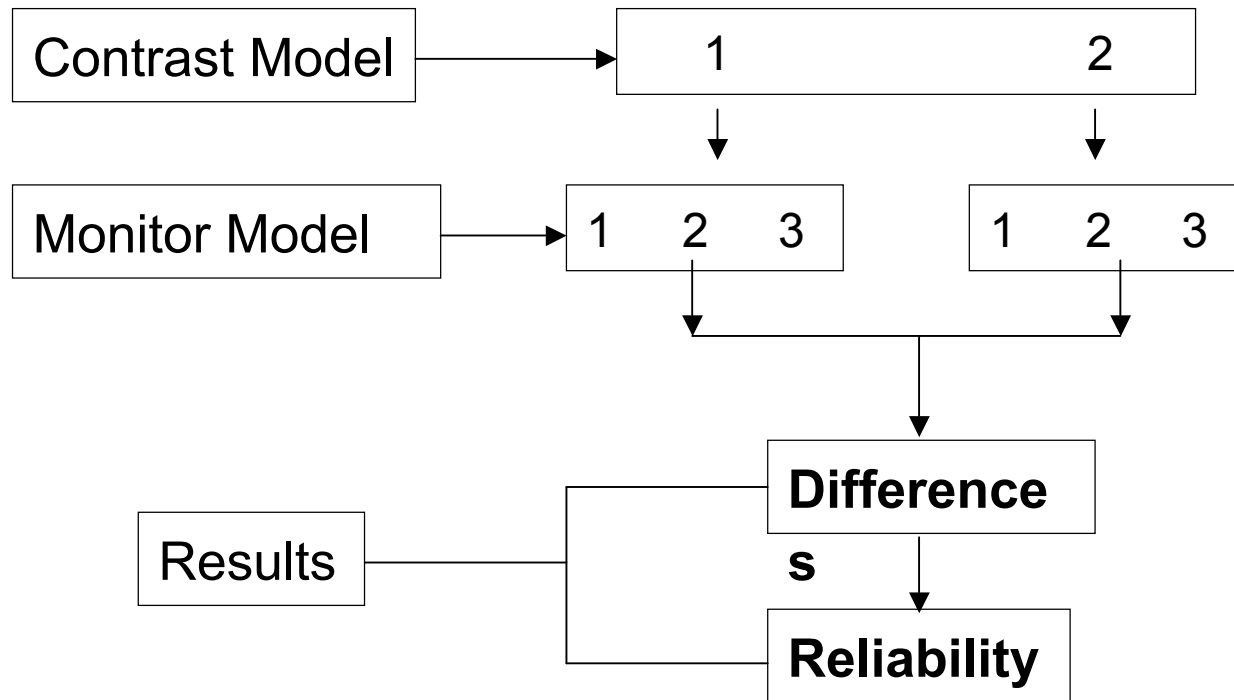 Contrast Model
1 2
Monitor Model
1 2 3
1 2 3
Difference
s
Results
Reliability